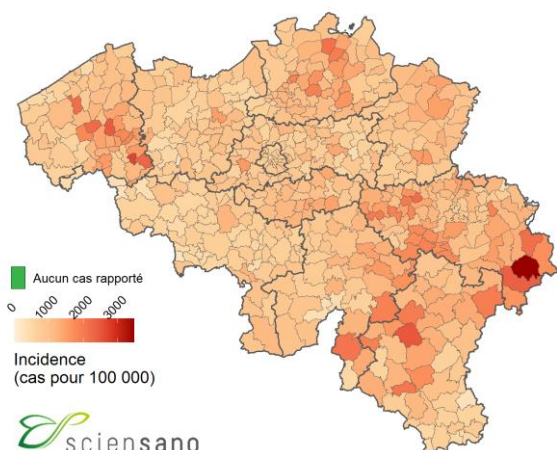 Aucun cas rapporté
0
1000
2000
3000
Incidence
(cas pour 100 000)
sciensano